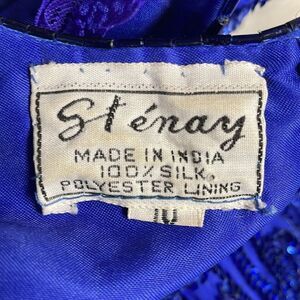 Sténay
MADE IN INDIA
100% SILK,
POLYESTER LINING
10